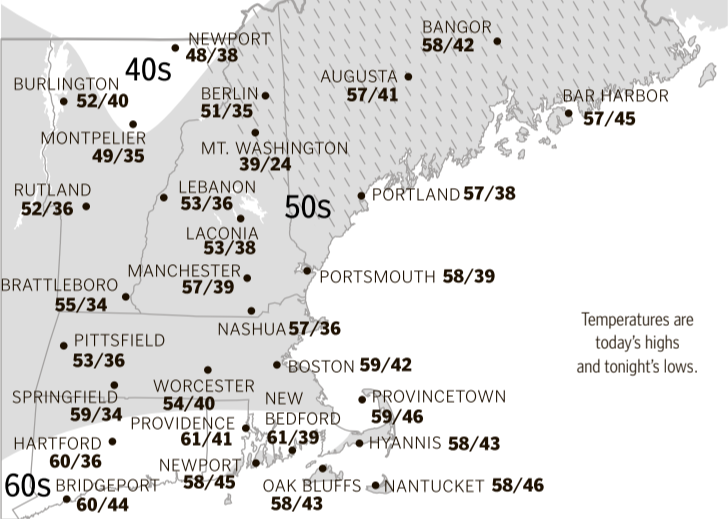 BANGOR
58/42
NEWPORT
48/38
40s
BURLINGTON
52/40
AUGUSTA
57/41
BERLIN
51/35
BAR HARBOR
57/45
MONTPELIER
49/35
MT. WASHINGTON
39/24
RUTLAND
52/36
LEBANON
53/36
50s
PORTLAND 57/38
LACONIA
53/38
MANCHESTER
57/39
PORTSMOUTH 58/39
BRATTLEBORO
55/34
NASHUA 57/36
Temperatures are
today's highs
and tonight's lows.
PITTSFIELD
53/36
BOSTON 59/42
SPRINGFIELD
59/34
WORCESTER
54/40
NEW
BEDFORD
61/39
PROVINCETOWN
59/46
PROVIDENCE
61/41
HARTFORD
60/36
HYANNIS 58/43
NEWPORT
58/45
60s
BRIDGEPORT
60/44
OAK BLUFFS
58/43
NANTUCKET 58/46